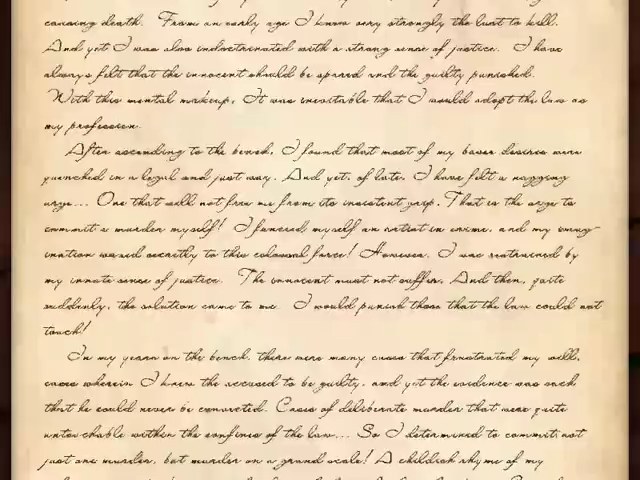 causing death. From an early age I knew very strongly the lust to kill.
And yet I was also indoctrinated with a strong sense of justice. I have
always felt that the innocent should be spared and the guilty punished.
With this mental makeup, It was inevitable that I would adopt the law as
my profession.
After ascending to the bench, I found that most of my baser desires were
quenched in a legal and just way. And yet, of late, I have felt a nagging
urge... One that will not free me from its insistent grip. That is the urge to
commit a murder myself! I fancied myself an artist in crime, and my imag-
ination waxed secretly to this colossal force! However, I was restrained by
my innate sense of justice. The innocent must not suffer. And then, quite
suddenly, the solution came to me. I would punish those that the law could not
touch!
In my years on the bench, there were many cases that frustrated my will,
cases wherein I knew the accused to be guilty, and yet the evidence was such
that he could never be convicted. Cases of deliberate murder that were quite
untouchable within the confines of the law... So I determined to commit, not
just one murder, but murder on a grand scale! A childish rhyme of my